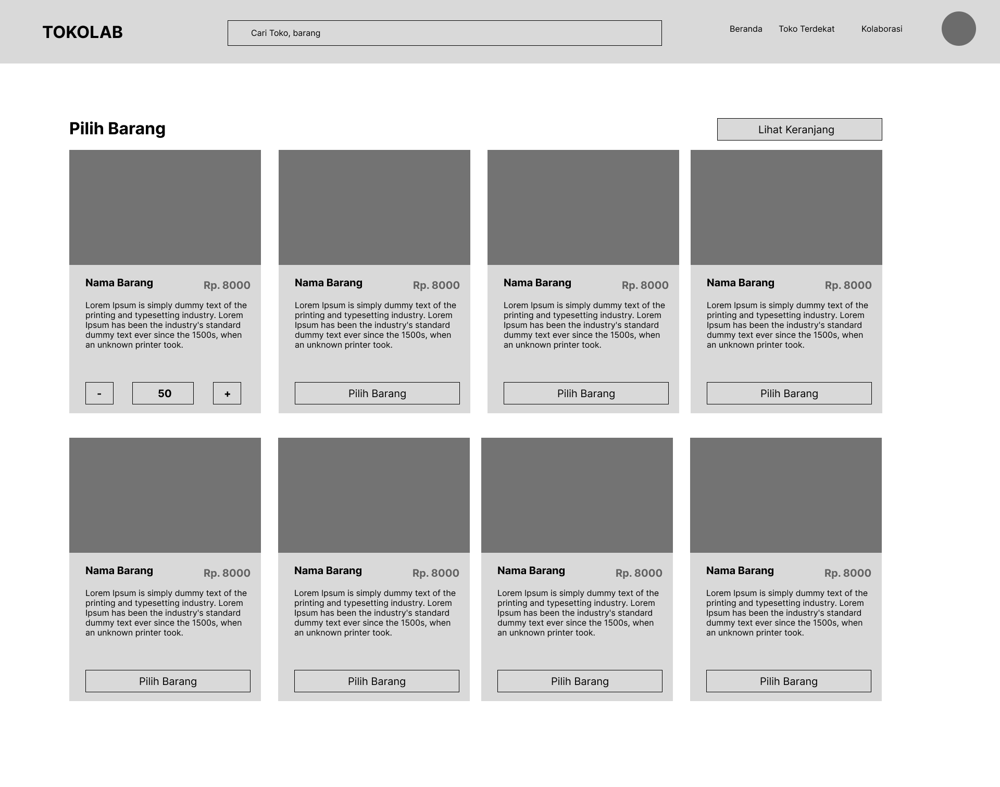 TOKOLAB
Cari Toko, barang
Beranda
Toko Terdekat
Kolaborasi
Pilih Barang
Lihat Keranjang
Nama Barang
Rp. 8000
Lorem Ipsum is simply dummy text of the
printing and typesetting industry. Lorem
Ipsum has been the industry's standard
dummy text ever since the 1500s, when
an unknown printer took.
-
50
+
Nama Barang
Rp. 8000
Lorem Ipsum is simply dummy text of the
printing and typesetting industry. Lorem
Ipsum has been the industry's standard
dummy text ever since the 1500s, when
an unknown printer took.
Pilih Barang
Nama Barang
Rp. 8000
Lorem Ipsum is simply dummy text of the
printing and typesetting industry. Lorem
Ipsum has been the industry's standard
dummy text ever since the 1500s, when
an unknown printer took.
Pilih Barang
Nama Barang
Rp. 8000
Lorem Ipsum is simply dummy text of the
printing and typesetting industry. Lorem
Ipsum has been the industry's standard
dummy text ever since the 1500s, when
an unknown printer took.
Pilih Barang
Nama Barang
Rp. 8000
Lorem Ipsum is simply dummy text of the
printing and typesetting industry. Lorem
Ipsum has been the industry's standard
dummy text ever since the 1500s, when
an unknown printer took.
Pilih Barang
Nama Barang
Rp. 8000
Lorem Ipsum is simply dummy text of the
printing and typesetting industry. Lorem
Ipsum has been the industry's standard
dummy text ever since the 1500s, when
an unknown printer took.
Pilih Barang
Nama Barang
Rp. 8000
Lorem Ipsum is simply dummy text of the
printing and typesetting industry. Lorem
Ipsum has been the industry's standard
dummy text ever since the 1500s, when
an unknown printer took.
Pilih Barang
Nama Barang
Rp. 8000
Lorem Ipsum is simply dummy text of the
printing and typesetting industry. Lorem
Ipsum has been the industry's standard
dummy text ever since the 1500s, when
an unknown printer took.
Pilih Barang